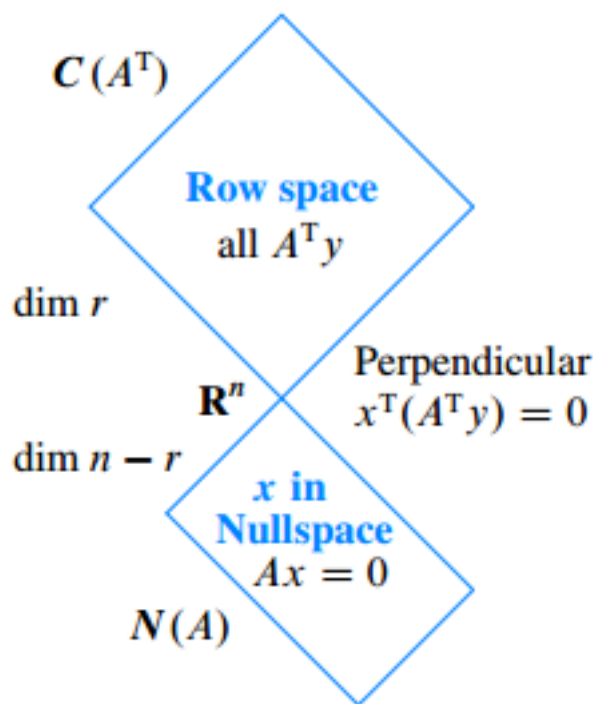 C(Aᵀ)
Row space
all Aᵀy
dim r
Perpendicular
xᵀ(Aᵀy) = 0
Rⁿ
dim n − r
x in
Nullspace
Ax = 0
N(A)